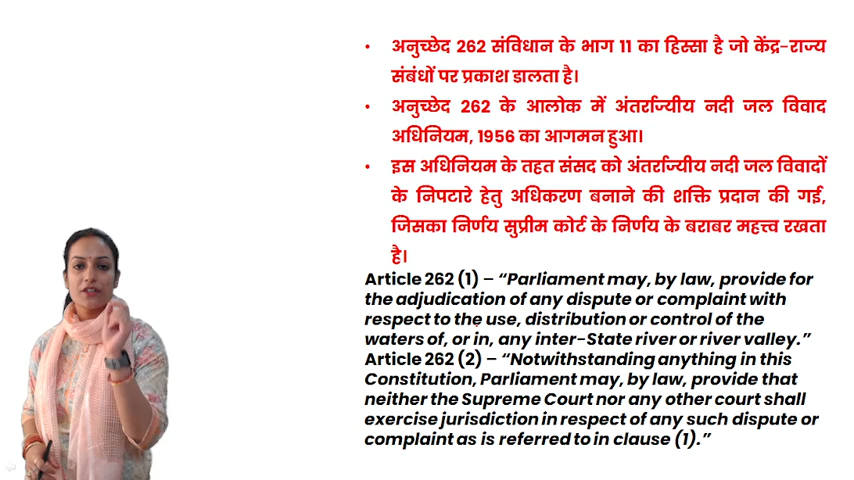 • अनुच्छेद 262 संविधान के भाग 11 का हिस्सा है जो केंद्र-राज्य
संबंधों पर प्रकाश डालता है।
• अनुच्छेद 262 के आलोक में अंतर्राज्यीय नदी जल विवाद
अधिनियम, 1956 का आगमन हुआ।
• इस अधिनियम के तहत संसद को अंतर्राज्यीय नदी जल विवादों
के निपटारे हेतु अधिकरण बनाने की शक्ति प्रदान की गई,
जिसका निर्णय सुप्रीम कोर्ट के निर्णय के बराबर महत्त्व रखता
है।
Article 262 (1) – “Parliament may, by law, provide for
the adjudication of any dispute or complaint with
respect to the use, distribution or control of the
waters of, or in, any inter-State river or river valley.”
Article 262 (2) – “Notwithstanding anything in this
Constitution, Parliament may, by law, provide that
neither the Supreme Court nor any other court shall
exercise jurisdiction in respect of any such dispute or
complaint as is referred to in clause (1).”